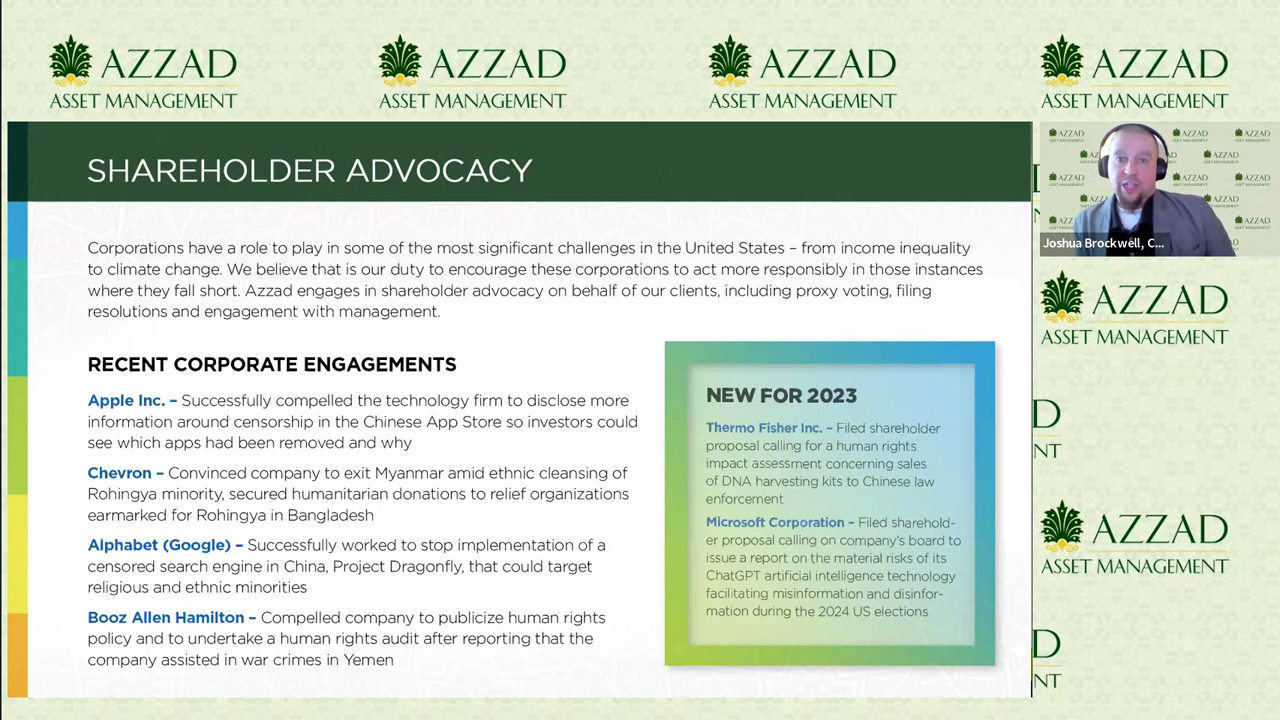 AZZAD
ASSET MANAGEMENT
AZZAD
ASSET MANAGEMENT
AZZAD
ASSET MANAGEMENT
AZZAD
ASSET MANAGEMENT
SHAREHOLDER ADVOCACY
Corporations have a role to play in some of the most significant challenges in the United States – from income inequality
to climate change. We believe that is our duty to encourage these corporations to act more responsibly in those instances
where they fall short. Azzad engages in shareholder advocacy on behalf of our clients, including proxy voting, filing
resolutions and engagement with management.
RECENT CORPORATE ENGAGEMENTS
Apple Inc. – Successfully compelled the technology firm to disclose more
information around censorship in the Chinese App Store so investors could
see which apps had been removed and why
Chevron – Convinced company to exit Myanmar amid ethnic cleansing of
Rohingya minority, secured humanitarian donations to relief organizations
earmarked for Rohingya in Bangladesh
Alphabet (Google) – Successfully worked to stop implementation of a
censored search engine in China, Project Dragonfly, that could target
religious and ethnic minorities
Booz Allen Hamilton – Compelled company to publicize human rights
policy and to undertake a human rights audit after reporting that the
company assisted in war crimes in Yemen
NEW FOR 2023
Thermo Fisher Inc. – Filed shareholder
proposal calling for a human rights
impact assessment concerning sales
of DNA harvesting kits to Chinese law
enforcement
Microsoft Corporation – Filed sharehold-
er proposal calling on company's board to
issue a report on the material risks of its
ChatGPT artificial intelligence technology
facilitating misinformation and disinfor-
mation during the 2024 US elections
Joshua Brockwell, C...
AZZAD
ASSET MANAGEMENT
D
NT
AZZAD
ASSET MANAGEMENT
D
NT